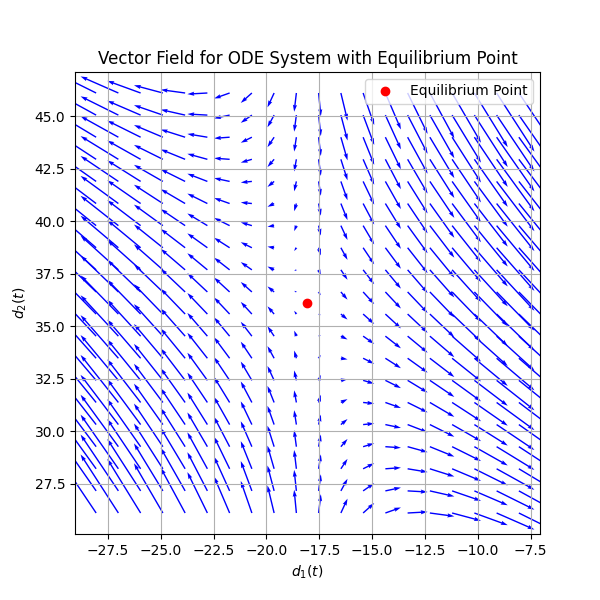 Vector Field for ODE System with Equilibrium Point
Equilibrium Point
45.0
42.5
40.0
37.5
35.0
32.5
30.0
27.5
d₂(t)
−27.5 −25.0 −22.5 −20.0 −17.5 −15.0 −12.5 −10.0 −7.5
d₁(t)